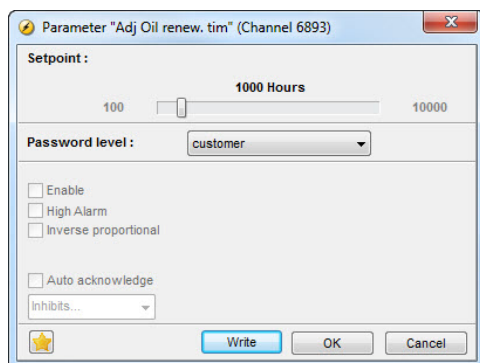 Parameter "Adj Oil renew. tim" (Channel 6893)
Setpoint :
1000 Hours
100 10000
Password level : customer
Enable
High Alarm
Inverse proportional
Auto acknowledge
Inhibits...
Write OK Cancel